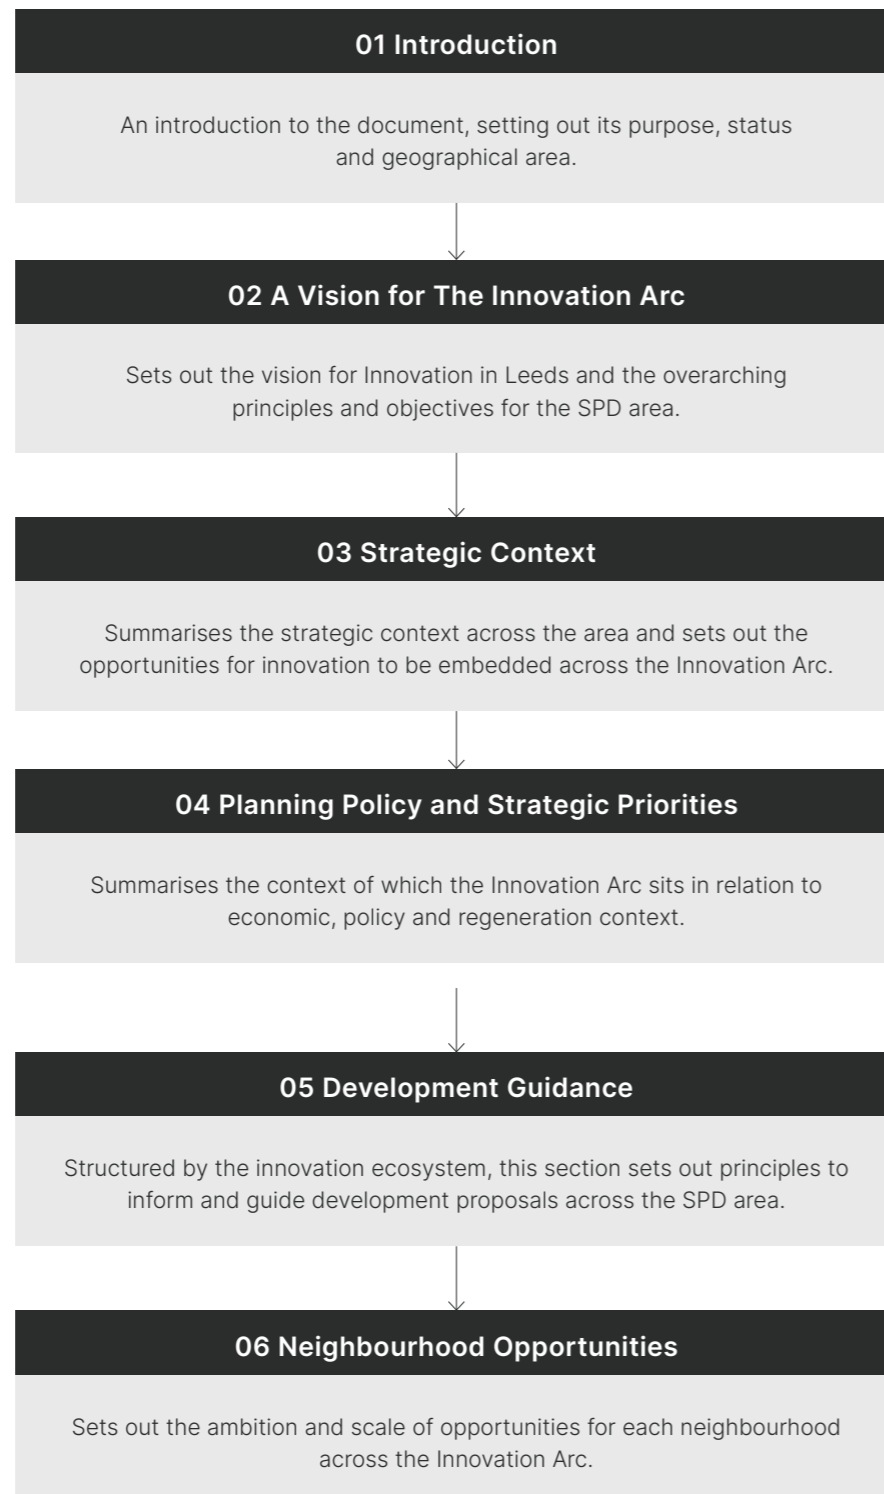 01 Introduction
An introduction to the document, setting out its purpose, status
and geographical area.
02 A Vision for The Innovation Arc
Sets out the vision for Innovation in Leeds and the overarching
principles and objectives for the SPD area.
03 Strategic Context
Summarises the strategic context across the area and sets out the
opportunities for innovation to be embedded across the Innovation Arc.
04 Planning Policy and Strategic Priorities
Summarises the context of which the Innovation Arc sits in relation to
economic, policy and regeneration context.
05 Development Guidance
Structured by the innovation ecosystem, this section sets out principles to
inform and guide development proposals across the SPD area.
06 Neighbourhood Opportunities
Sets out the ambition and scale of opportunities for each neighbourhood
across the Innovation Arc.